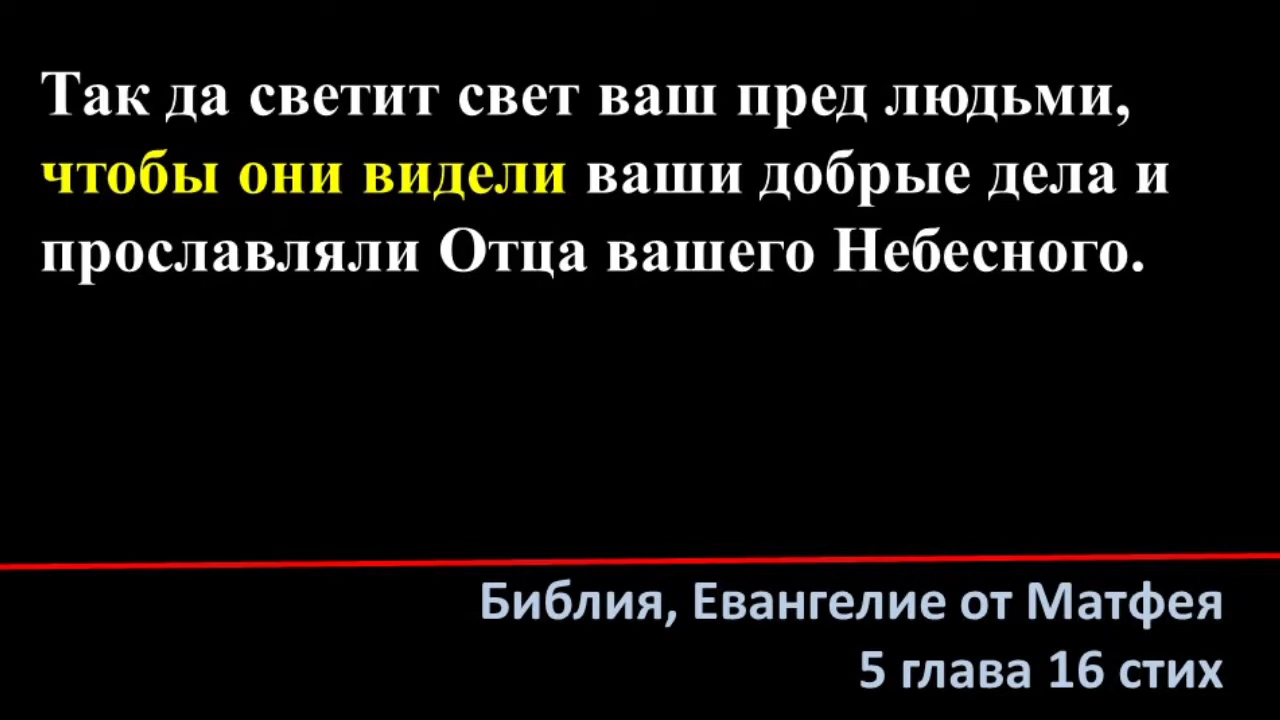 Так да светит свет ваш пред людьми,
чтобы они видели ваши добрые дела и
прославляли Отца вашего Небесного.
Библия, Евангелие от Матфея
5 глава 16 стих